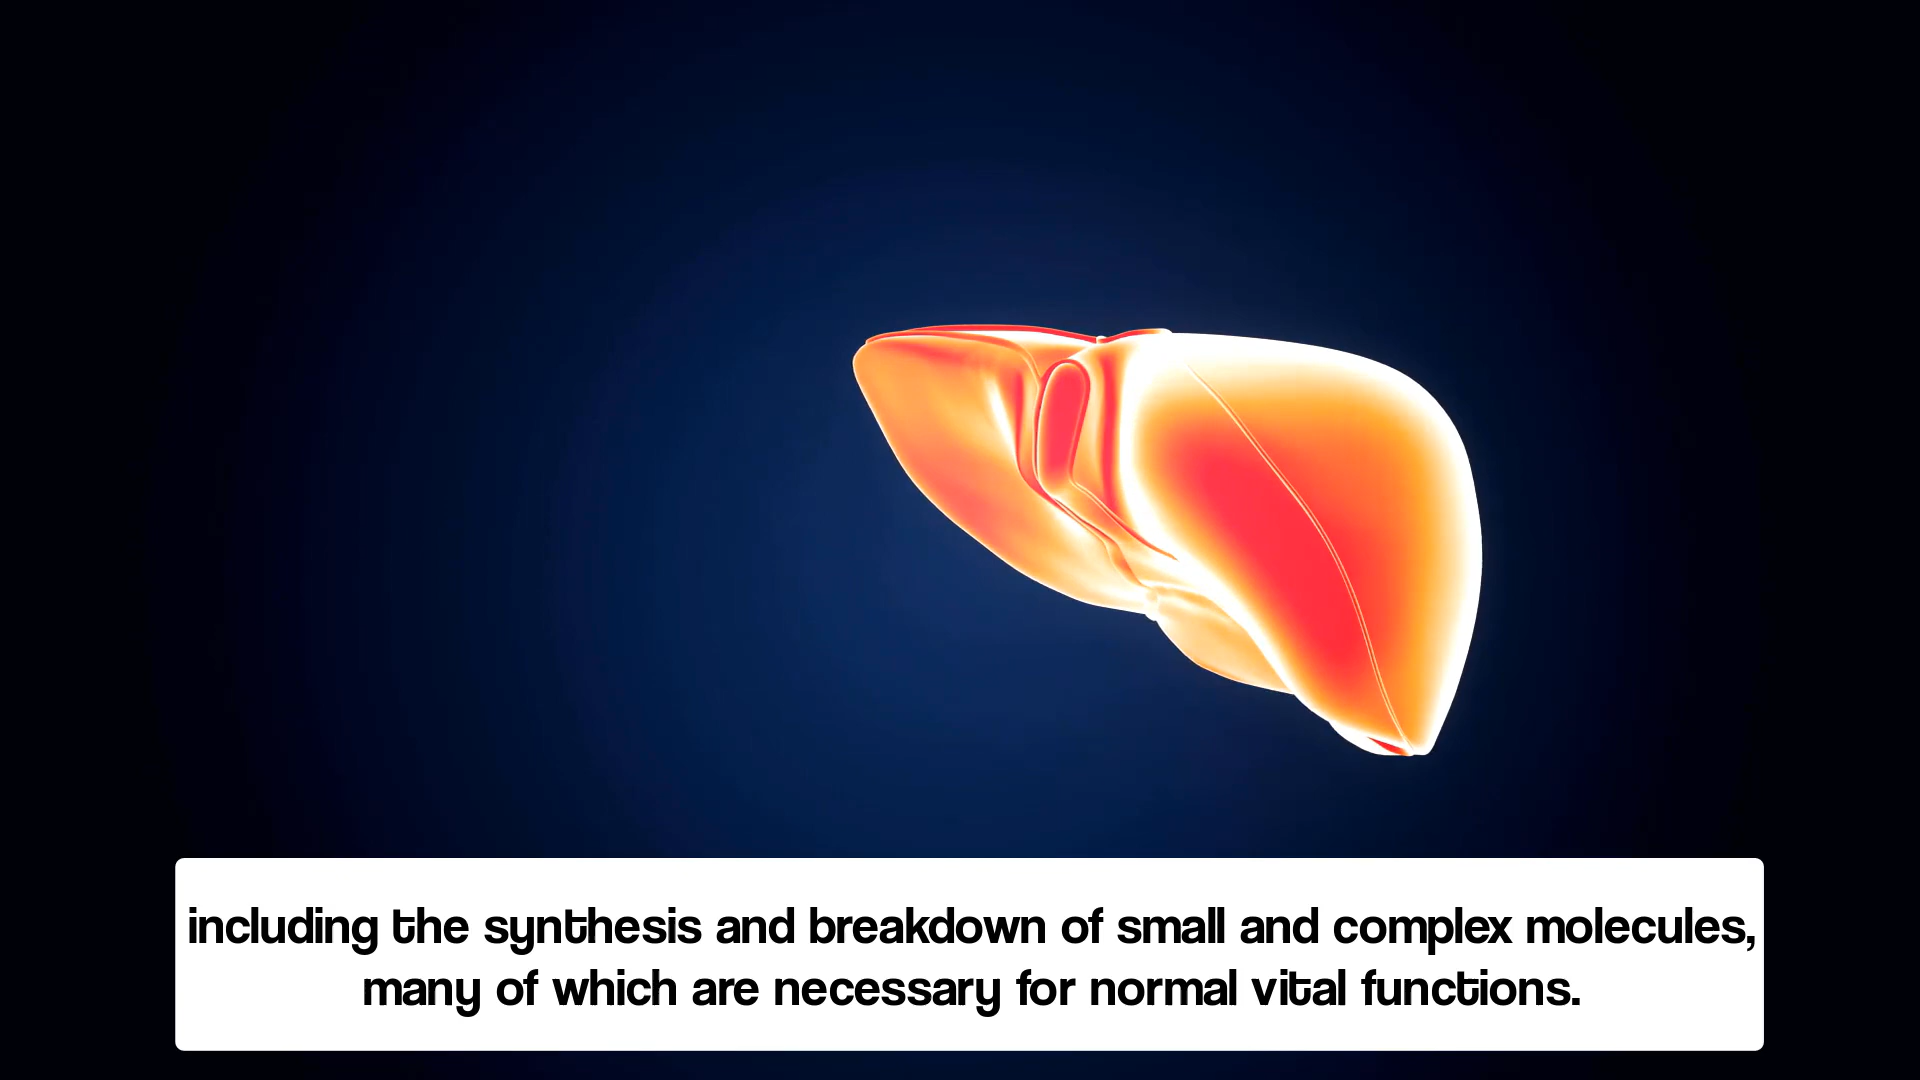 including the synthesis and breakdown of small and complex molecules,
many of which are necessary for normal vital functions.